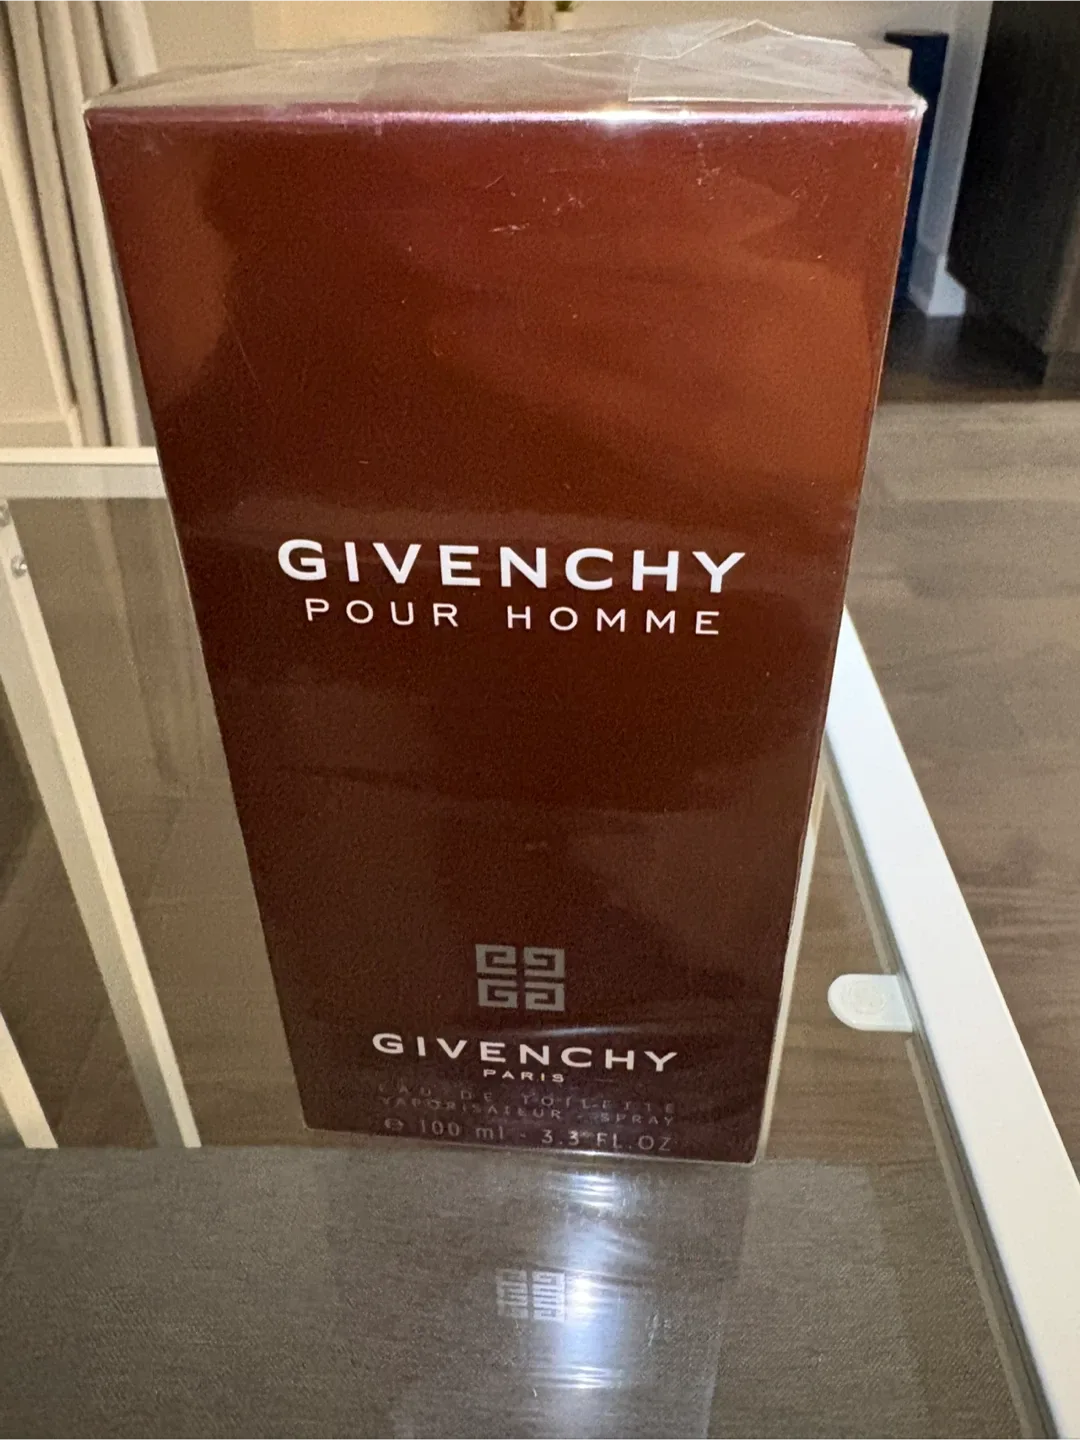 GIVENCHY
POUR HOMME
GIVENCHY
PARIS
EAU DE TOILETTE
VAPORISATEUR - SPRAY
℮ 100 ml - 3.3 FL.OZ